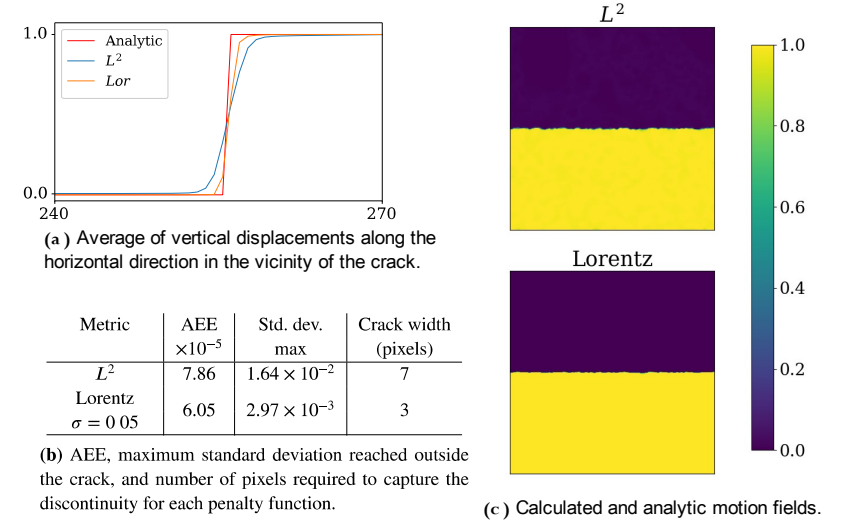 1.0
Analytic
L²
Lor
0.0
240
270
(a ) Average of vertical displacements along the
horizontal direction in the vicinity of the crack.
Metric AEE Std. dev. Crack width
×10⁻⁵ max (pixels)
L² 7.86 1.64 × 10⁻² 7
Lorentz
σ = 0 05 6.05 2.97 × 10⁻³ 3
(b) AEE, maximum standard deviation reached outside
the crack, and number of pixels required to capture the
discontinuity for each penalty function.
L²
Lorentz
1.0
0.8
0.6
0.4
0.2
0.0
(c ) Calculated and analytic motion fields.